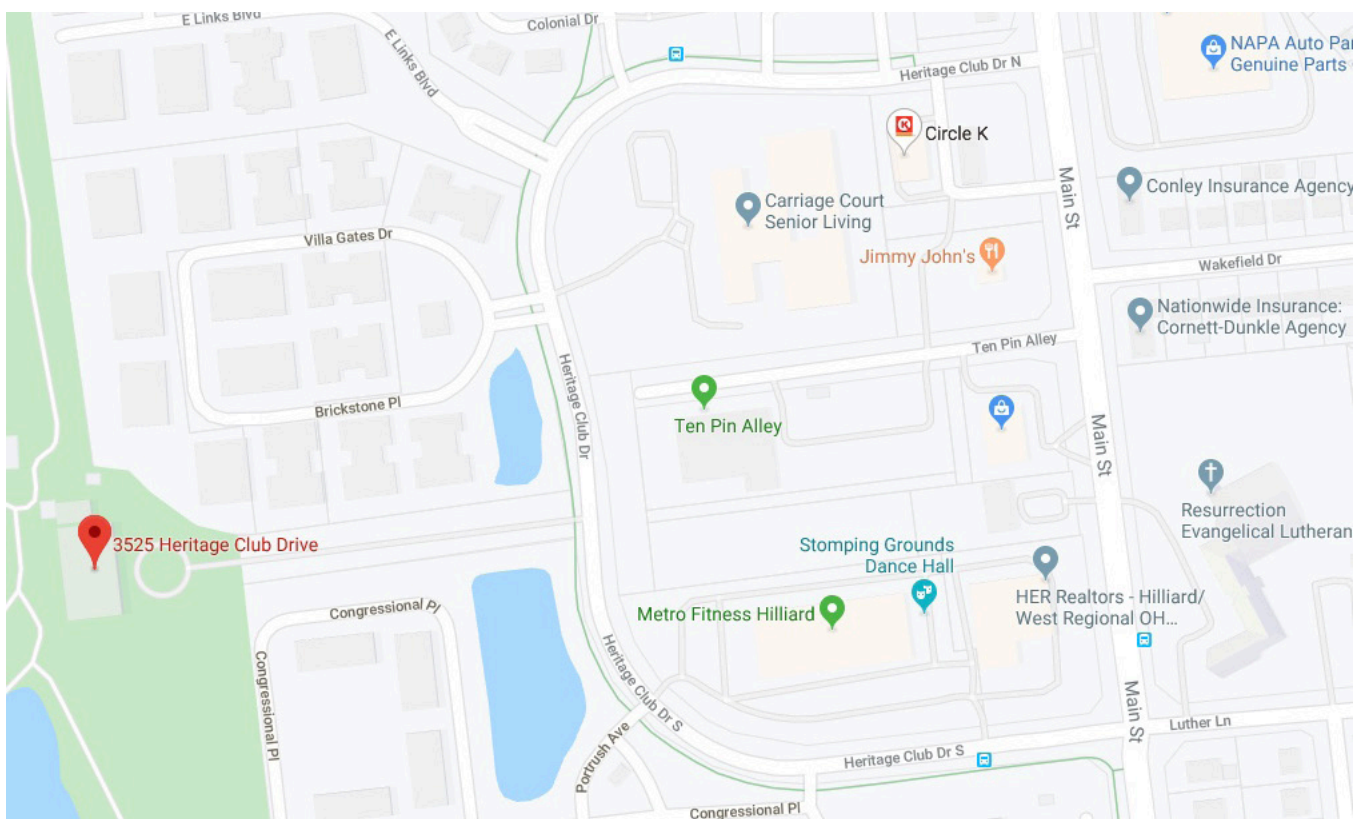 E Links Blvd
Colonial Dr
E Links Blvd
Heritage Club Dr N
NAPA Auto Par
Genuine Parts
K
Circle K
Main St
Conley Insurance Agency
Carriage Court
Senior Living
Villa Gates Dr
Jimmy John's
Wakefield Dr
Nationwide Insurance:
Cornett-Dunkle Agency
Ten Pin Alley
Heritage Club Dr
Brickstone Pl
Ten Pin Alley
Main St
Resurrection
Evangelical Lutheran
3525 Heritage Club Drive
Stomping Grounds
Dance Hall
HER Realtors - Hilliard/
West Regional OH...
Congressional Pl
Metro Fitness Hilliard
Congressional Pl
Heritage Club Dr S
Main St
Luther Ln
Portrush Ave
Heritage Club Dr S
Congressional Pl